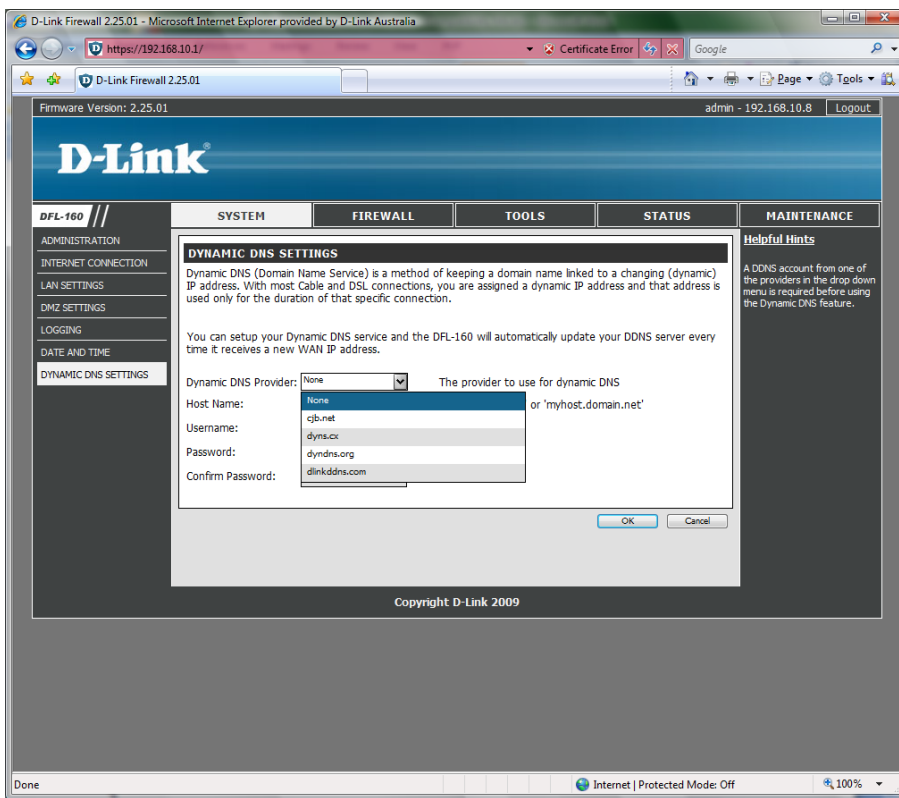 D-Link Firewall 2.25.01 - Microsoft Internet Explorer provided by D-Link Australia
https://192.168.10.1/
Certificate Error
Google
D-Link Firewall 2.25.01
Page
Tools
Firmware Version: 2.25.01
admin - 192.168.10.8
Logout
D-Link®
DFL-160 //
SYSTEM
FIREWALL
TOOLS
STATUS
MAINTENANCE
ADMINISTRATION
INTERNET CONNECTION
LAN SETTINGS
DMZ SETTINGS
LOGGING
DATE AND TIME
DYNAMIC DNS SETTINGS
DYNAMIC DNS SETTINGS
Dynamic DNS (Domain Name Service) is a method of keeping a domain name linked to a changing (dynamic)
IP address. With most Cable and DSL connections, you are assigned a dynamic IP address and that address is
used only for the duration of that specific connection.
You can setup your Dynamic DNS service and the DFL-160 will automatically update your DDNS server every
time it receives a new WAN IP address.
Dynamic DNS Provider:
None
The provider to use for dynamic DNS
Host Name:
None
or 'myhost.domain.net'
cjb.net
Username:
dyns.cx
Password:
dyndns.org
dlinkddns.com
Confirm Password:
OK
Cancel
Helpful Hints
A DDNS account from one of
the providers in the drop down
menu is required before using
the Dynamic DNS feature.
Copyright D-Link 2009
Done
Internet | Protected Mode: Off
100%